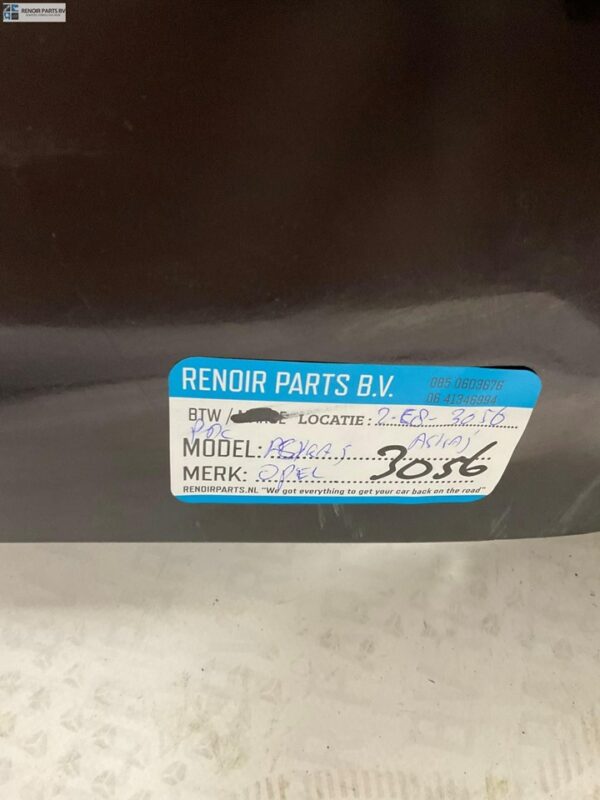 RENOIR PARTS BV
RENOIR PARTS B.V.
085 0609676
06 41346994
BTW / LOCATIE: 2-E8-3056
PDC Astra j
MODEL: Astra j
3056
MERK: OPEL
RENOIRPARTS.NL "We got everything to get your car back on the road"